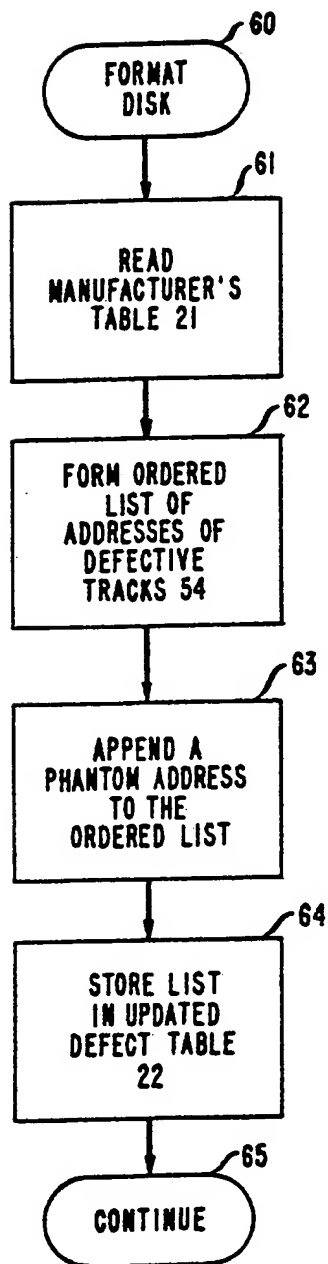 60
FORMAT
DISK
61
READ
MANUFACTURER'S
TABLE 21
62
FORM ORDERED
LIST OF
ADDRESSES OF
DEFECTIVE
TRACKS 54
63
APPEND A
PHANTOM ADDRESS
TO THE
ORDERED LIST
64
STORE LIST
IN UPDATED
DEFECT TABLE
22
65
CONTINUE